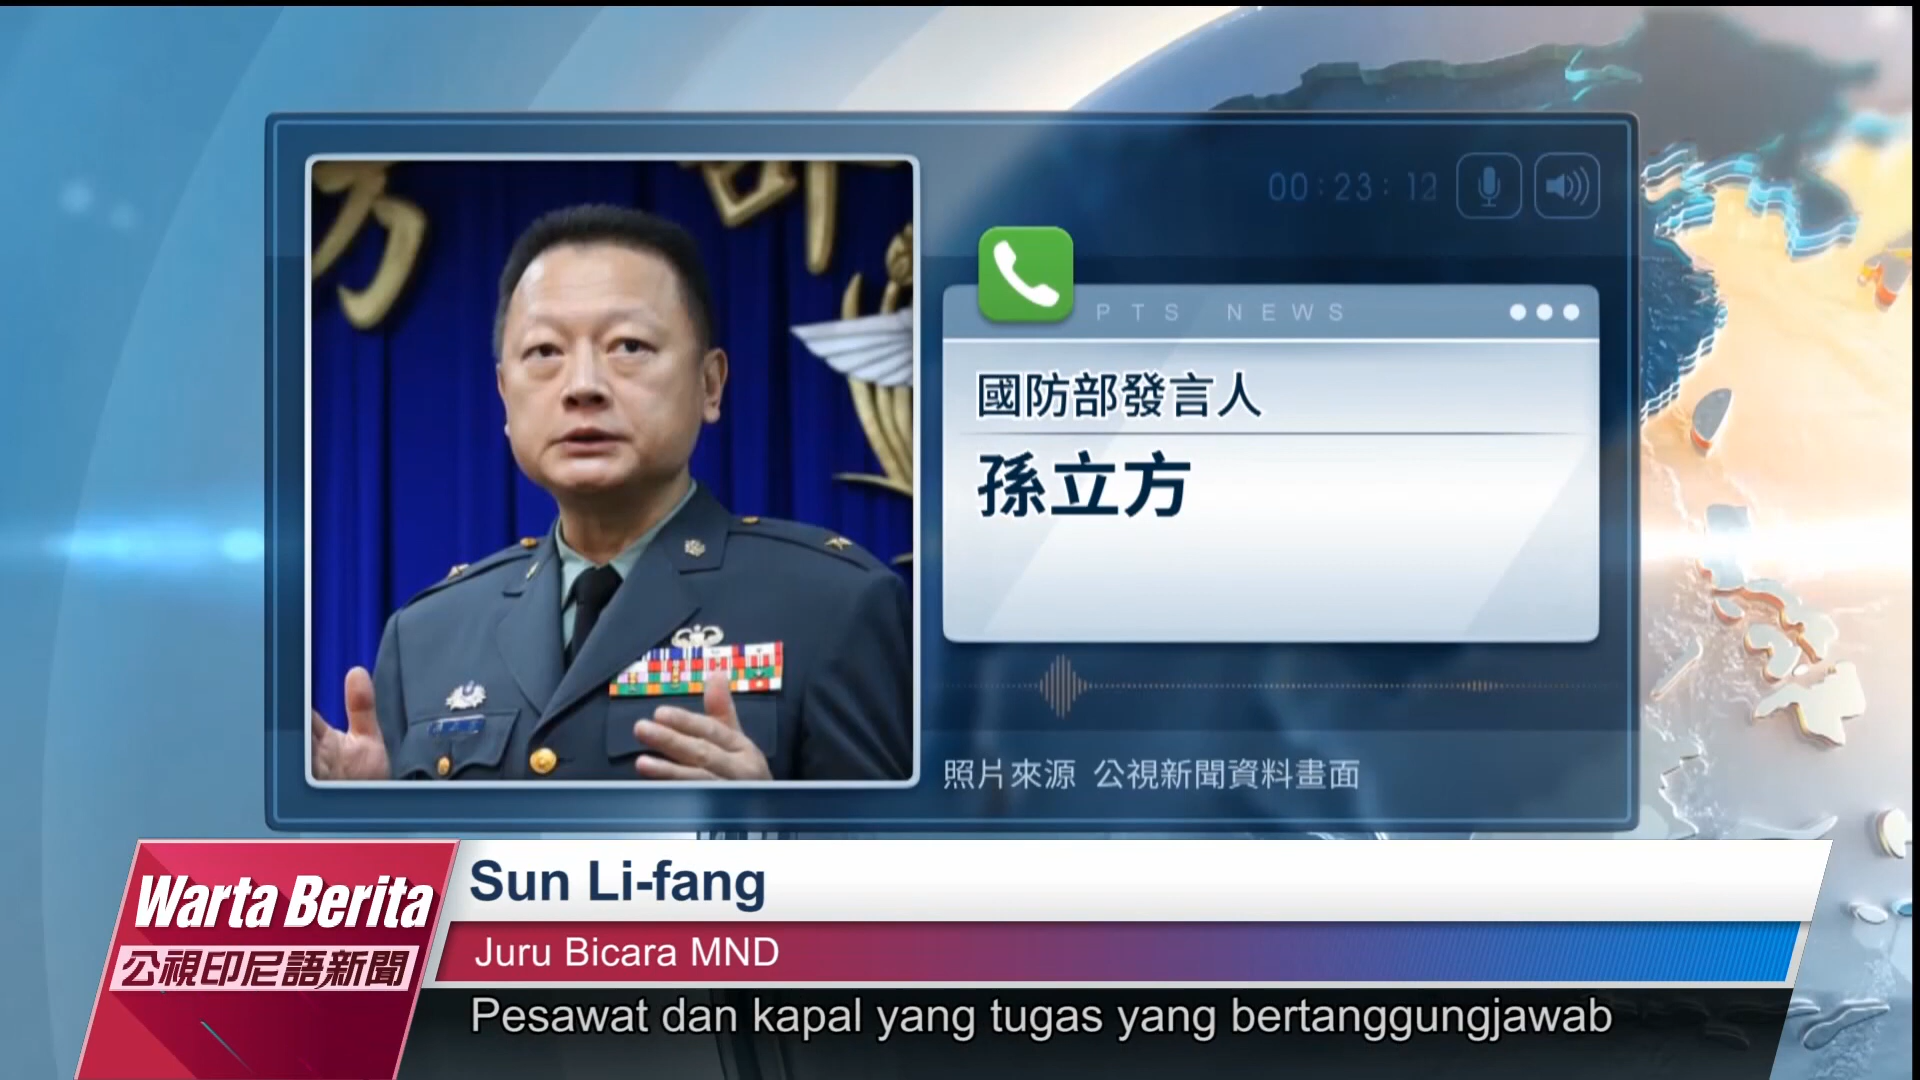 方 部
00:23:12
PTS NEWS
國防部發言人
孫立方
照片來源 公視新聞資料畫面
Warta Berita
公視印尼語新聞
Sun Li-fang
Juru Bicara MND
Pesawat dan kapal yang tugas yang bertanggungjawab